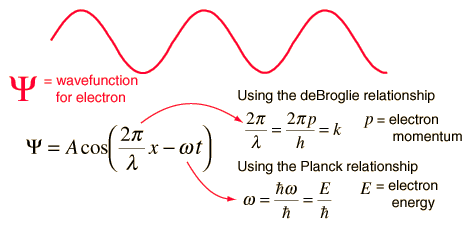 Ψ = wavefunction
for electron
Using the deBroglie relationship
2π/λ = 2πp/h = k
p = electron
momentum
Ψ = A cos(2π/λ x − ωt)
Using the Planck relationship
ω = ħω/ħ = E/ħ
E = electron
energy